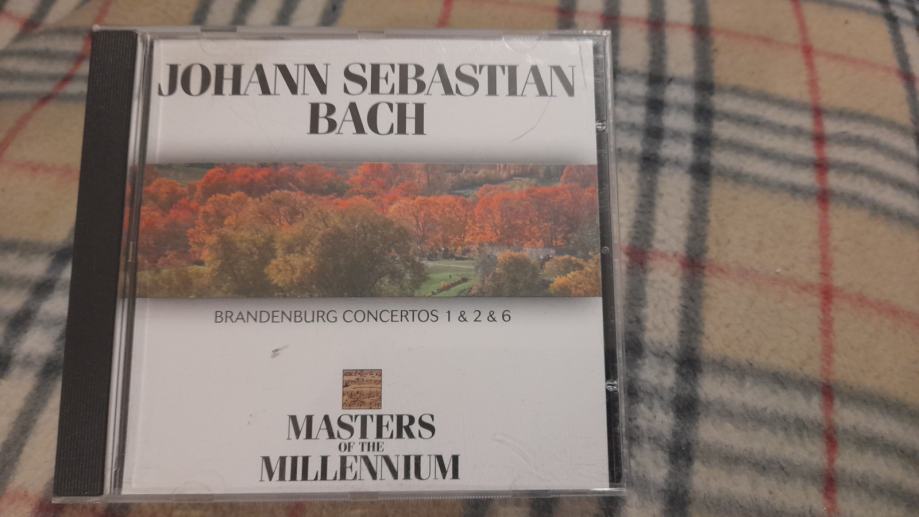 JOHANN SEBASTIAN
BACH
BRANDENBURG CONCERTOS 1 & 2 & 6
MASTERS
OF THE
MILLENNIUM